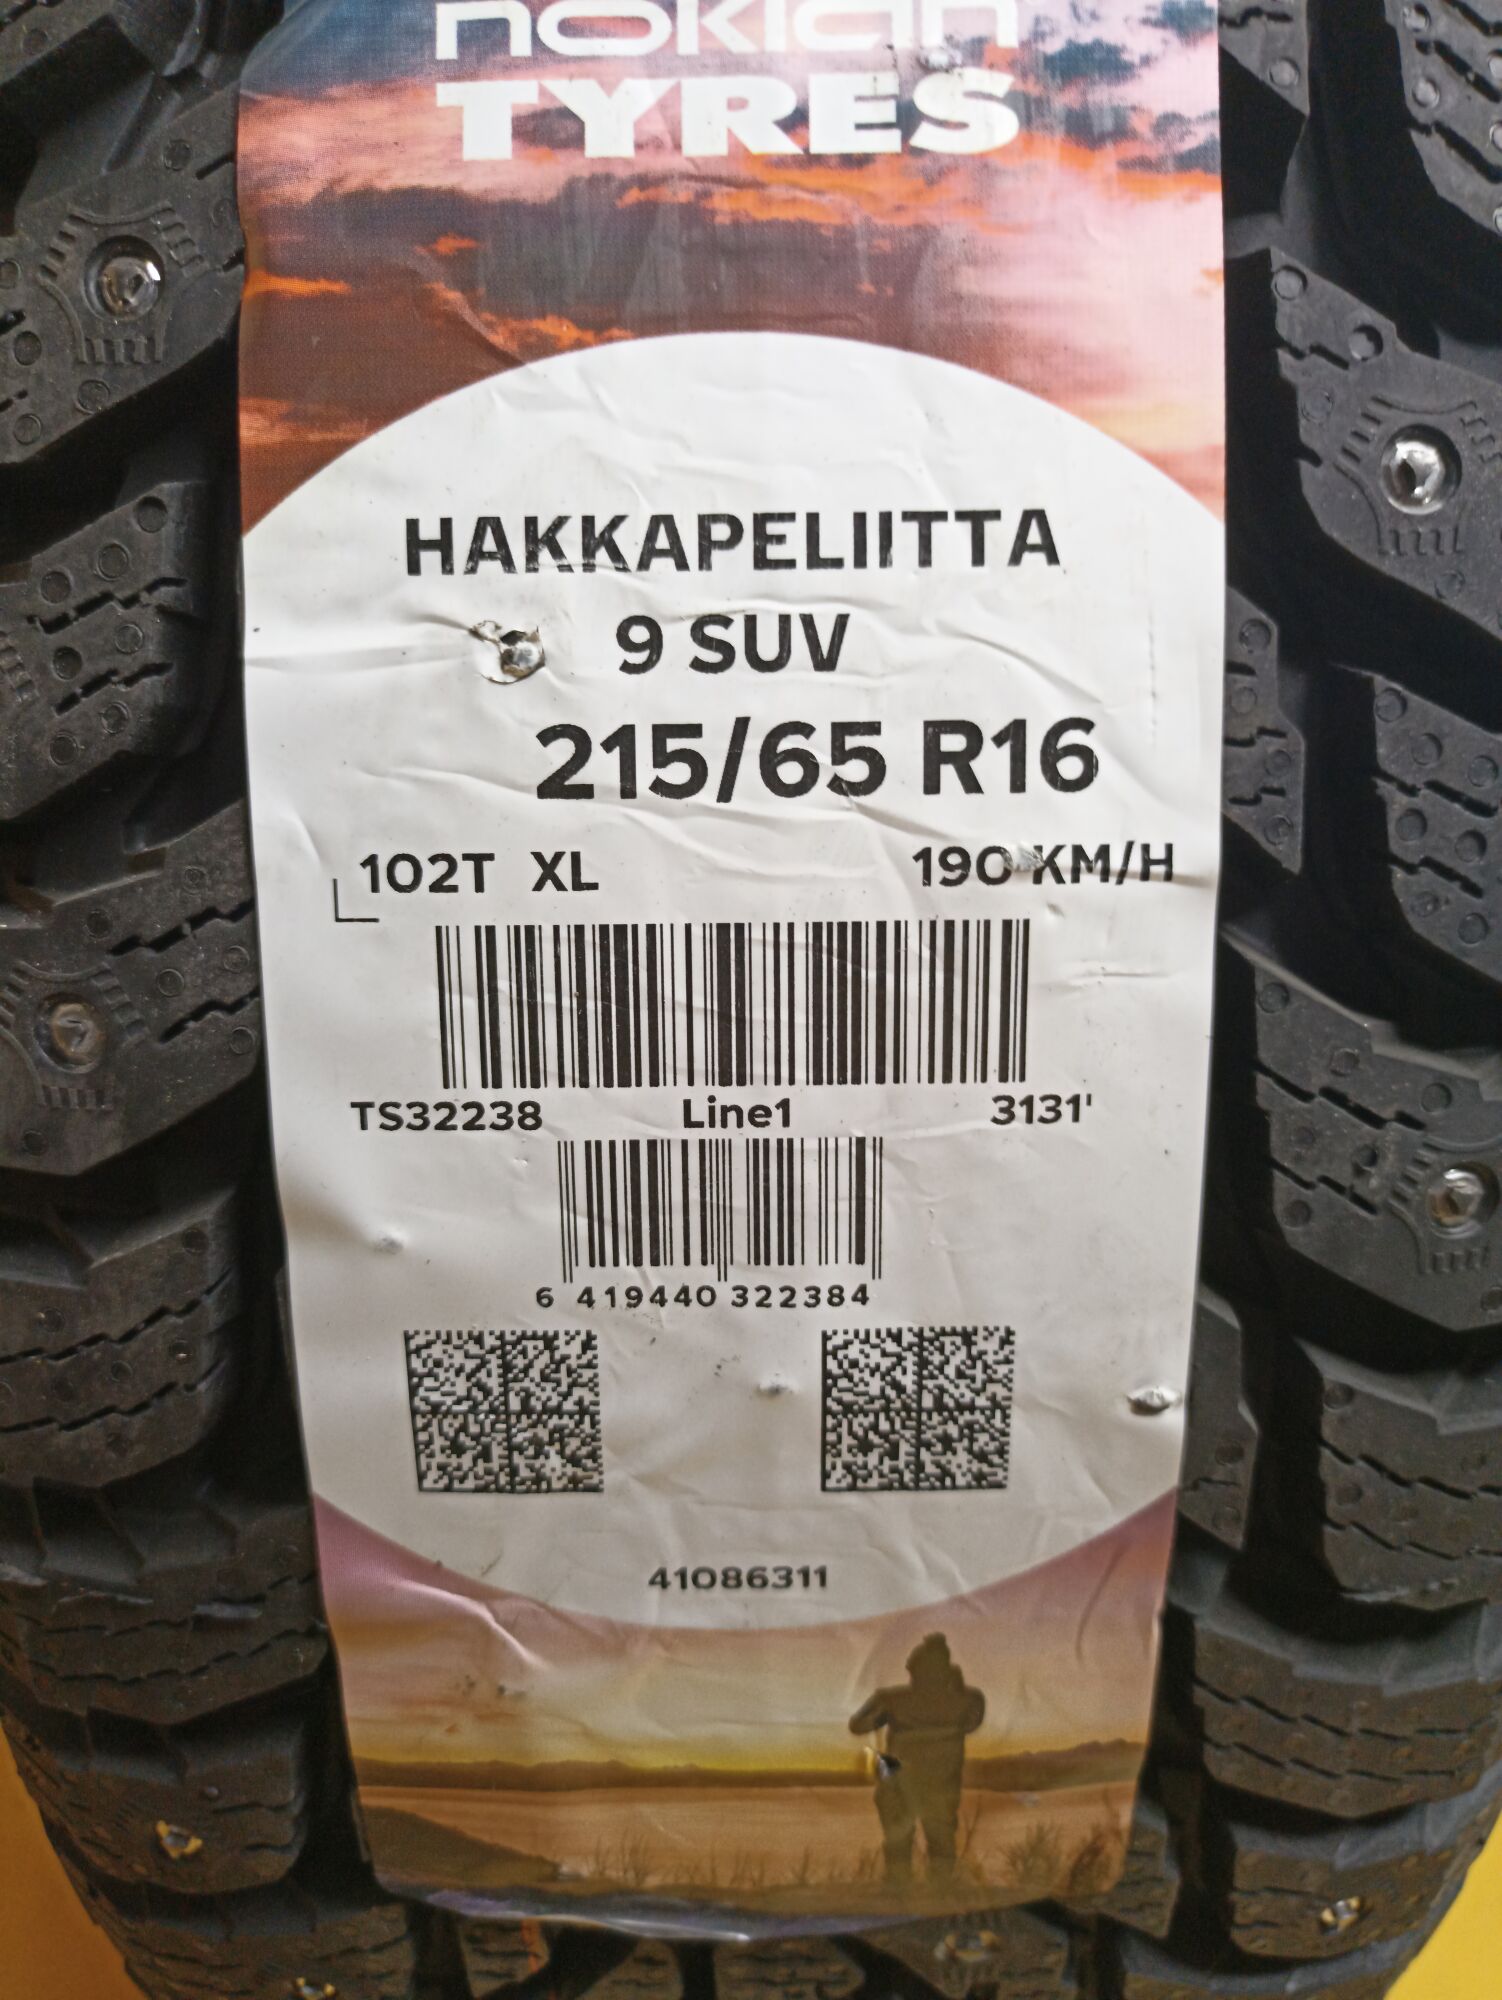 nokian
TYRES
HAKKAPELIITTA
9 SUV
215/65 R16
102T XL 190 KM/H
TS32238 Line1 3131'
6 419440 322384
41086311